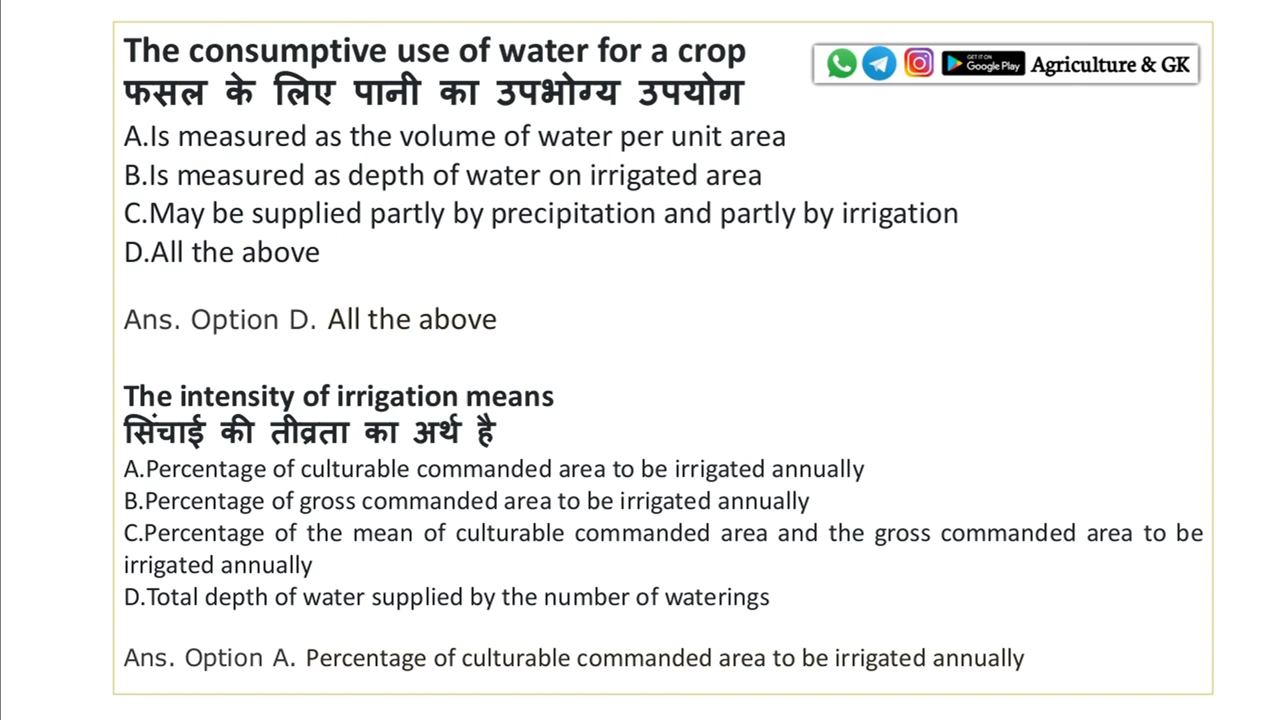 The consumptive use of water for a crop
GET IT ON
Google Play
Agriculture & GK
फसल के लिए पानी का उपभोग्य उपयोग
A.Is measured as the volume of water per unit area
B.Is measured as depth of water on irrigated area
C.May be supplied partly by precipitation and partly by irrigation
D.All the above
Ans. Option D. All the above
The intensity of irrigation means
सिंचाई की तीव्रता का अर्थ है
A.Percentage of culturable commanded area to be irrigated annually
B.Percentage of gross commanded area to be irrigated annually
C.Percentage of the mean of culturable commanded area and the gross commanded area to be
irrigated annually
D.Total depth of water supplied by the number of waterings
Ans. Option A. Percentage of culturable commanded area to be irrigated annually